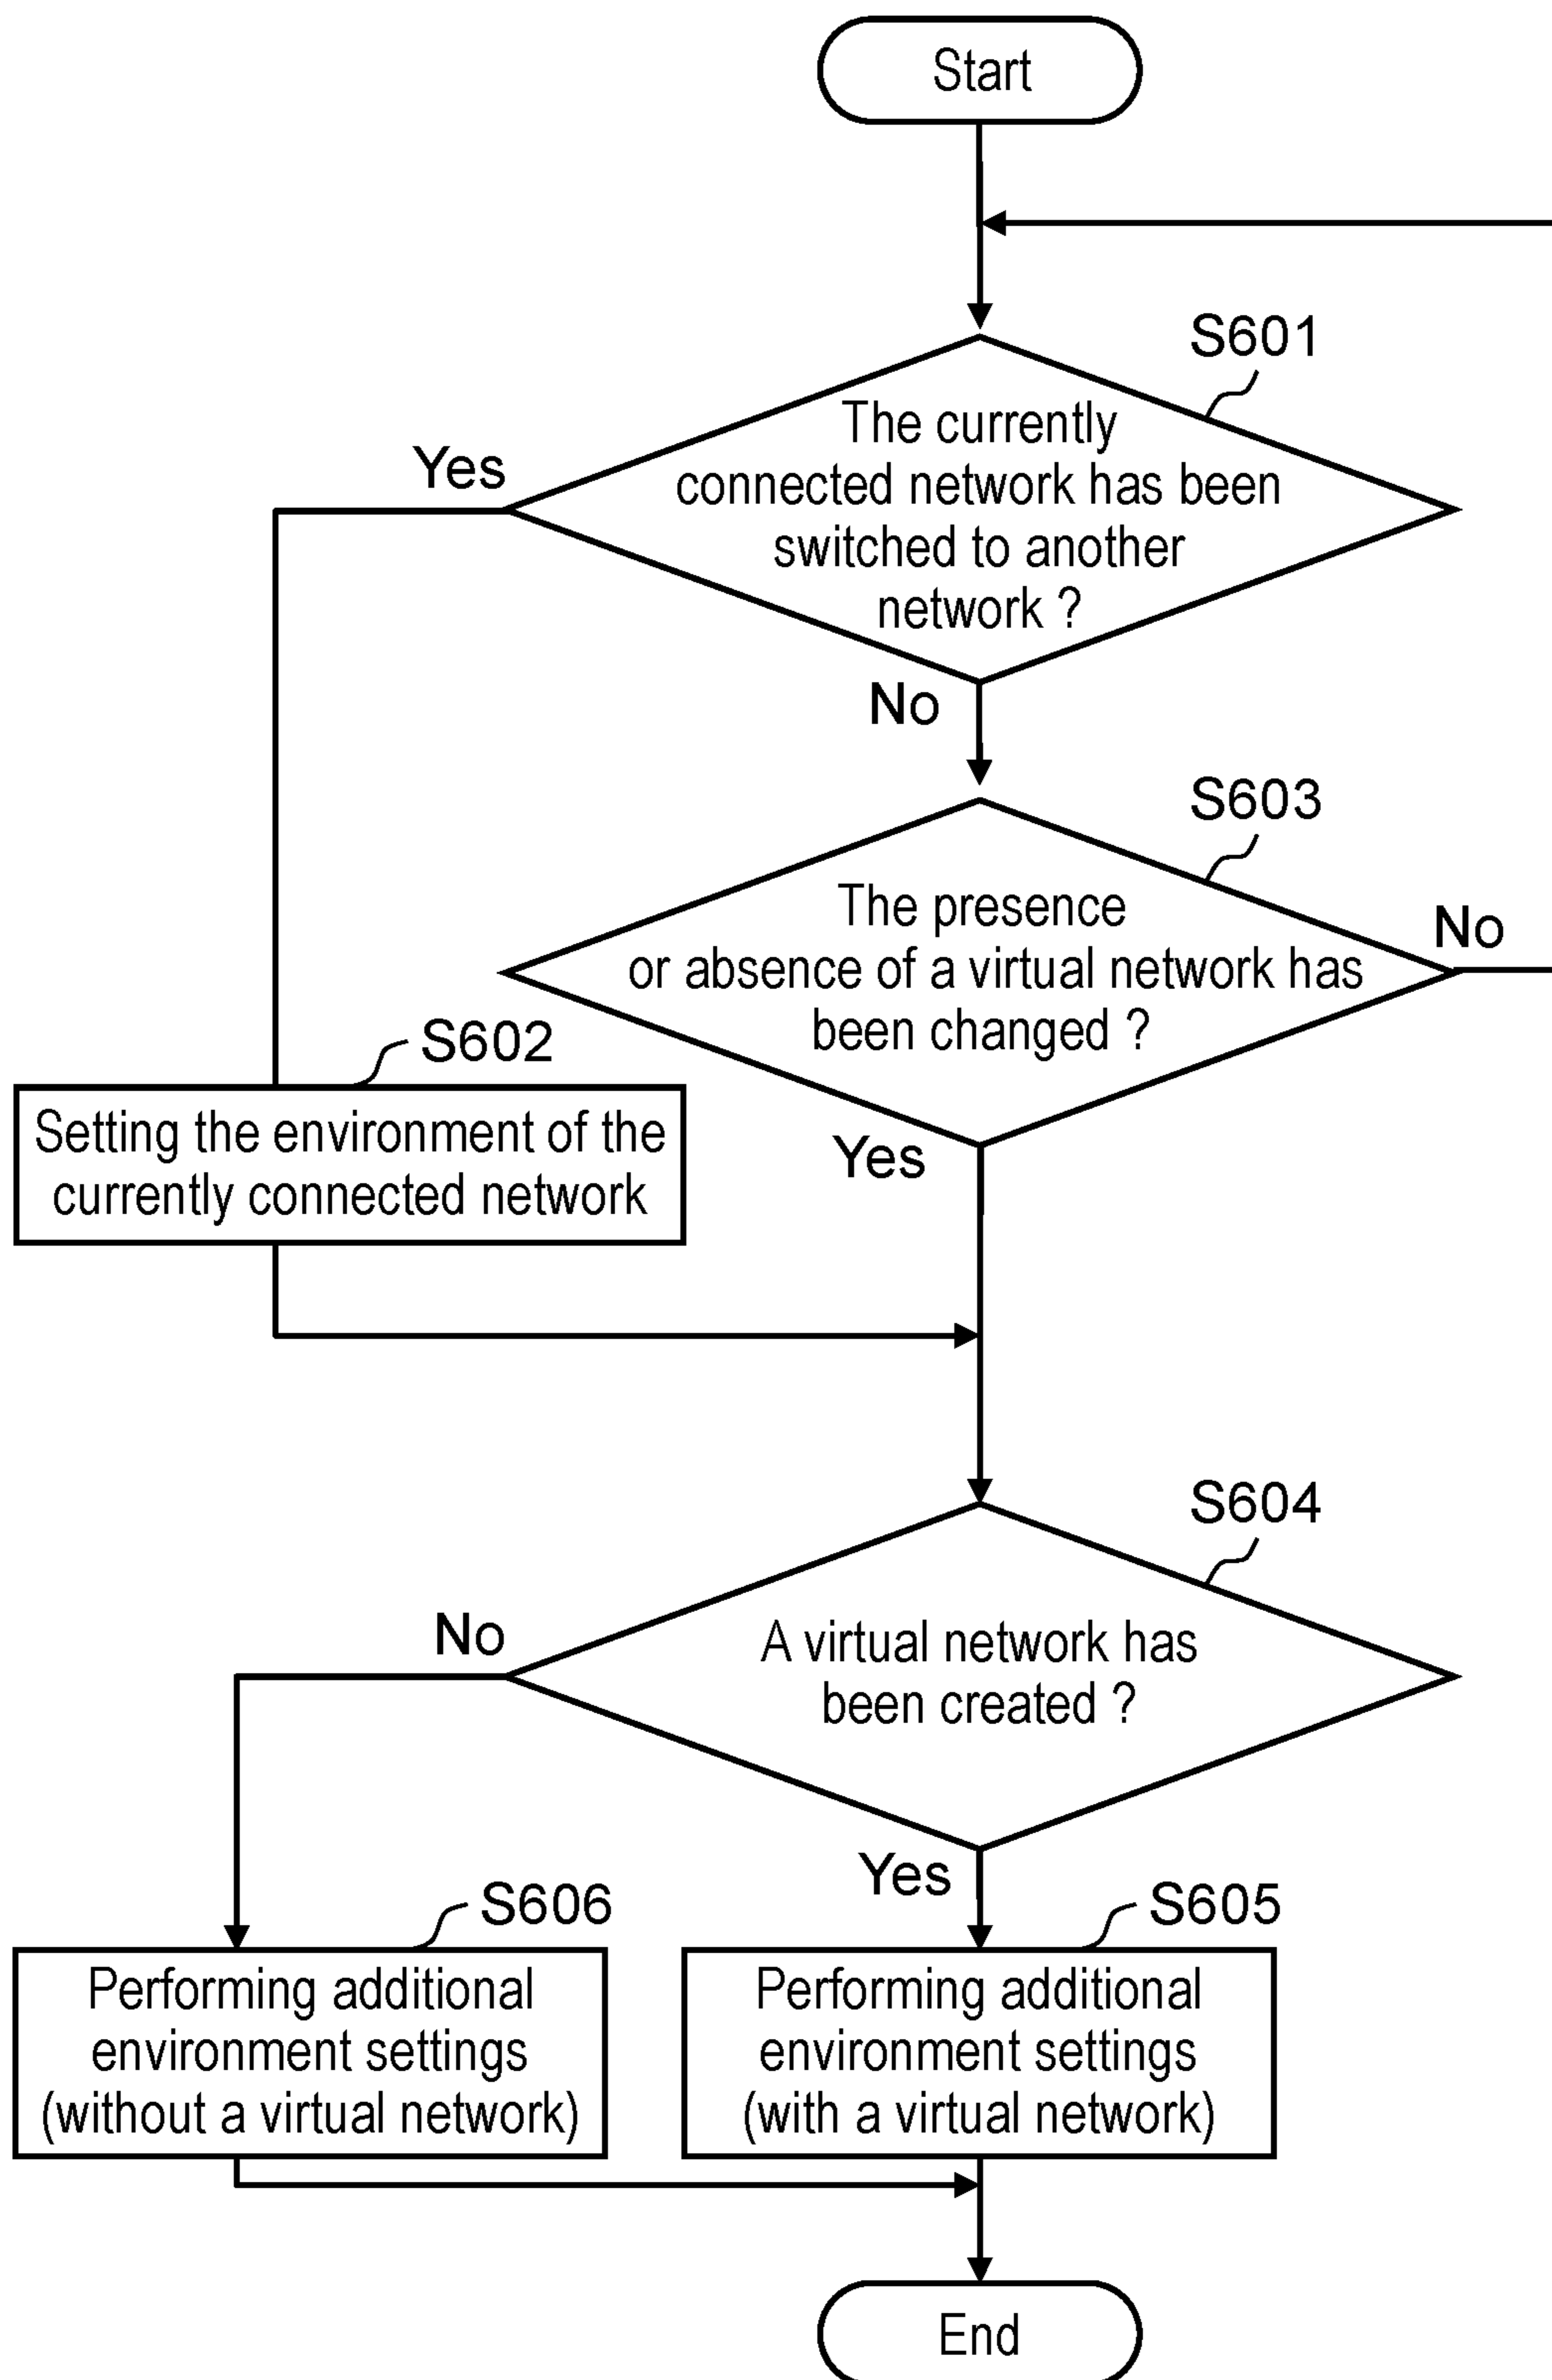 Start
S601
The currently
connected network has been
switched to another
network ?
Yes
No
S603
The presence
or absence of a virtual network has
been changed ?
No
Yes
S602
Setting the environment of the
currently connected network
S604
A virtual network has
been created ?
No
Yes
S606
Performing additional
environment settings
(without a virtual network)
S605
Performing additional
environment settings
(with a virtual network)
End